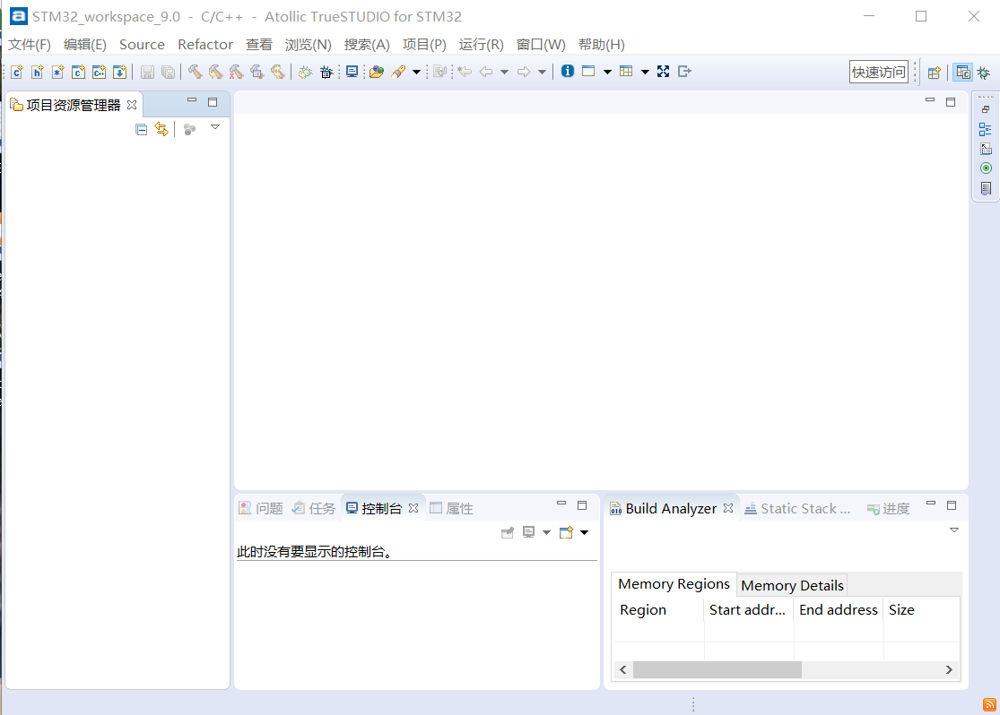 STM32_workspace_9.0 - C/C++ - Atollic TrueSTUDIO for STM32
文件(F) 编辑(E) Source Refactor 查看 浏览(N) 搜索(A) 项目(P) 运行(R) 窗口(W) 帮助(H)
快速访问
项目资源管理器
问题 任务 控制台 属性
此时没有要显示的控制台。
Build Analyzer Static Stack ... 进度
Memory Regions Memory Details
Region Start addr... End address Size